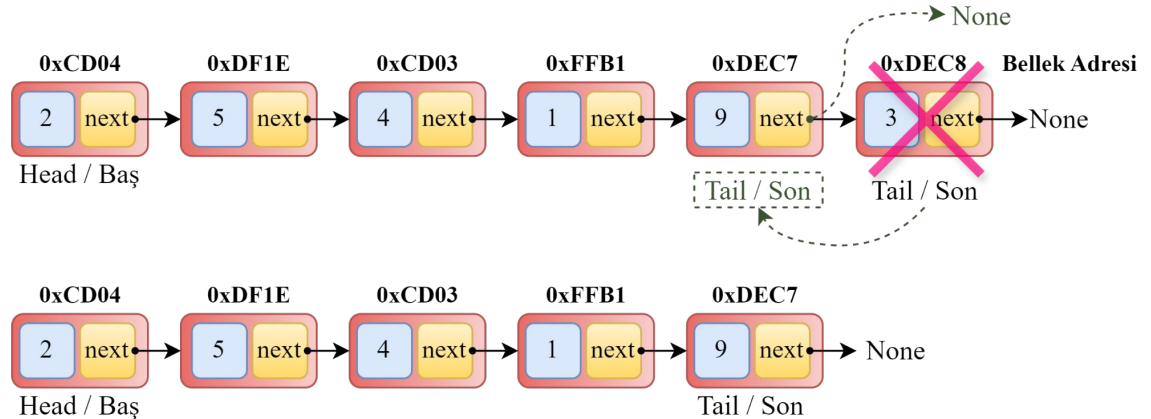 None
0xCD04 0xDF1E 0xCD03 0xFFB1 0xDEC7 0xDEC8 Bellek Adresi
2 next 5 next 4 next 1 next 9 next 3 next None
Head / Baş Tail / Son Tail / Son
0xCD04 0xDF1E 0xCD03 0xFFB1 0xDEC7
2 next 5 next 4 next 1 next 9 next None
Head / Baş Tail / Son